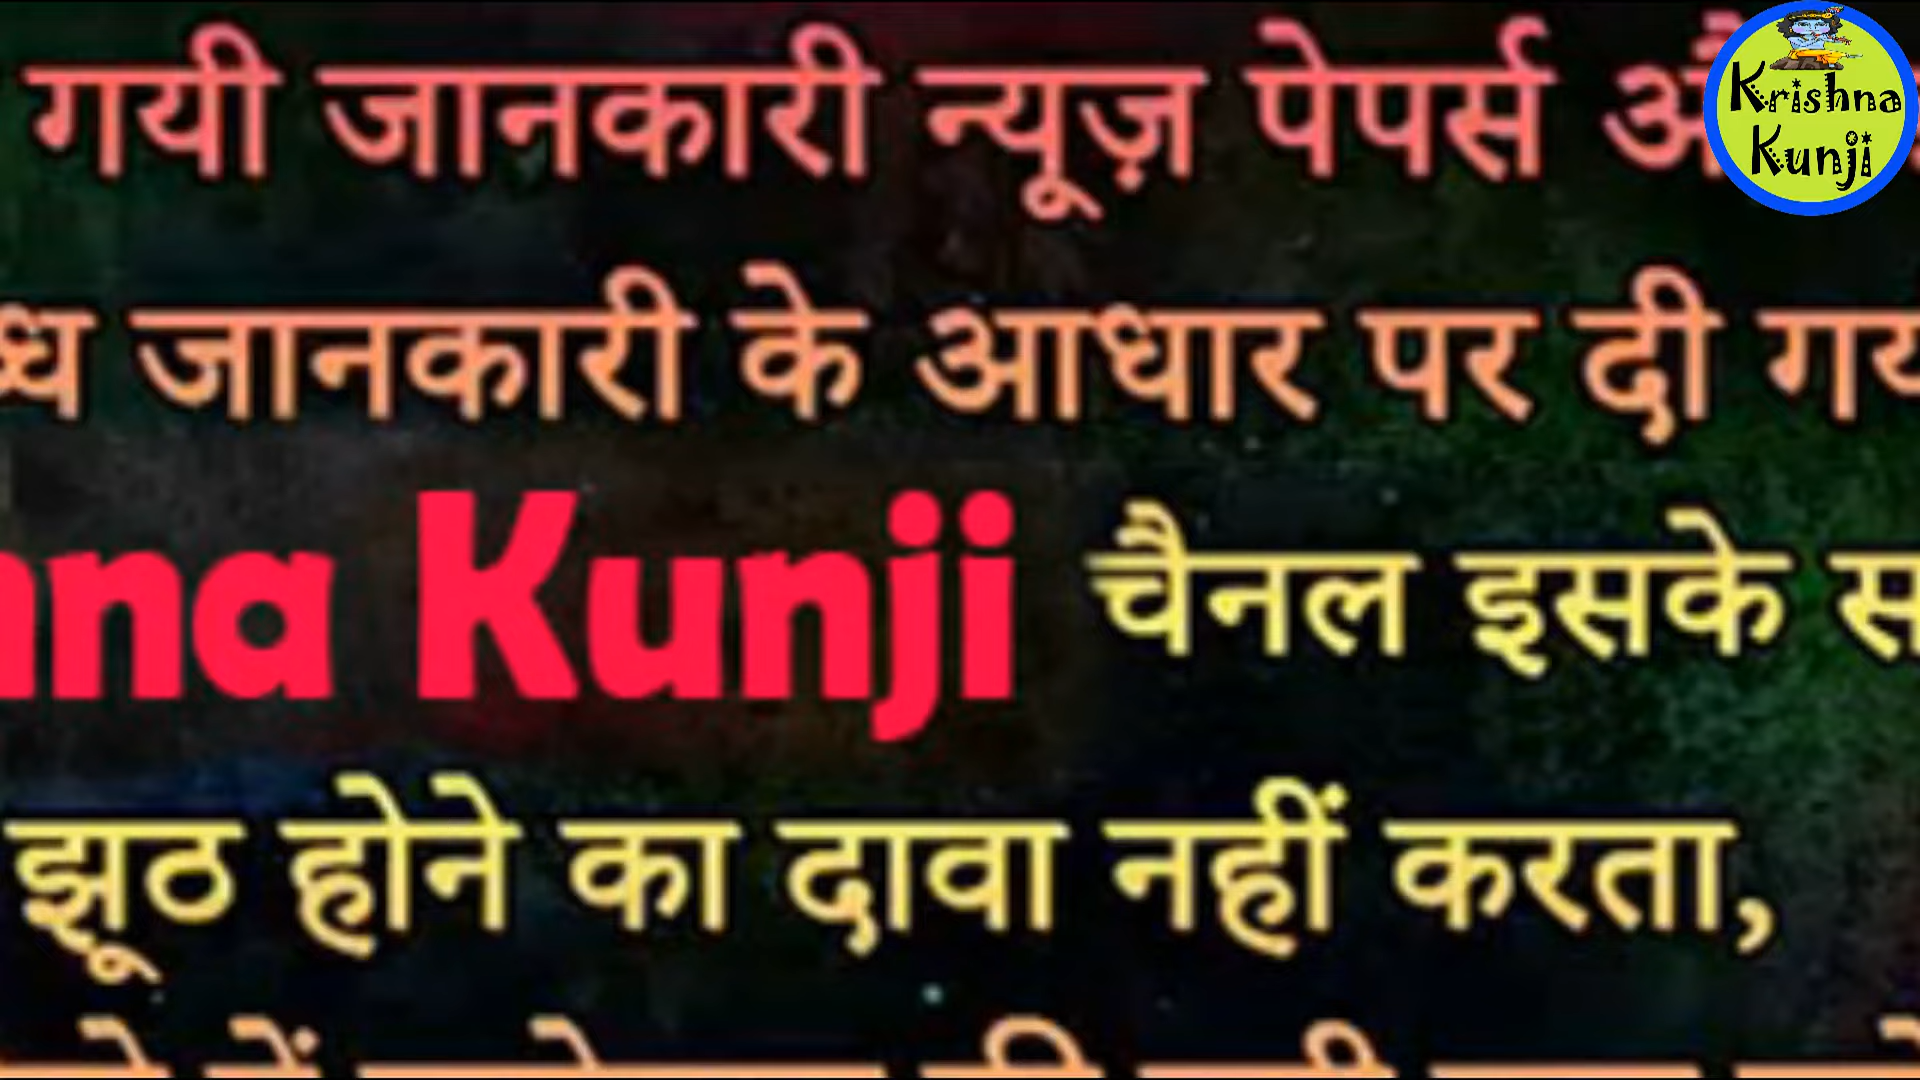 गयी जानकारी न्यूज़ पेपर्स
Krishna
Kunji
जानकारी के आधार पर दी
Kunji चैनल इसके
झूठ होने का दावा नहीं करता,